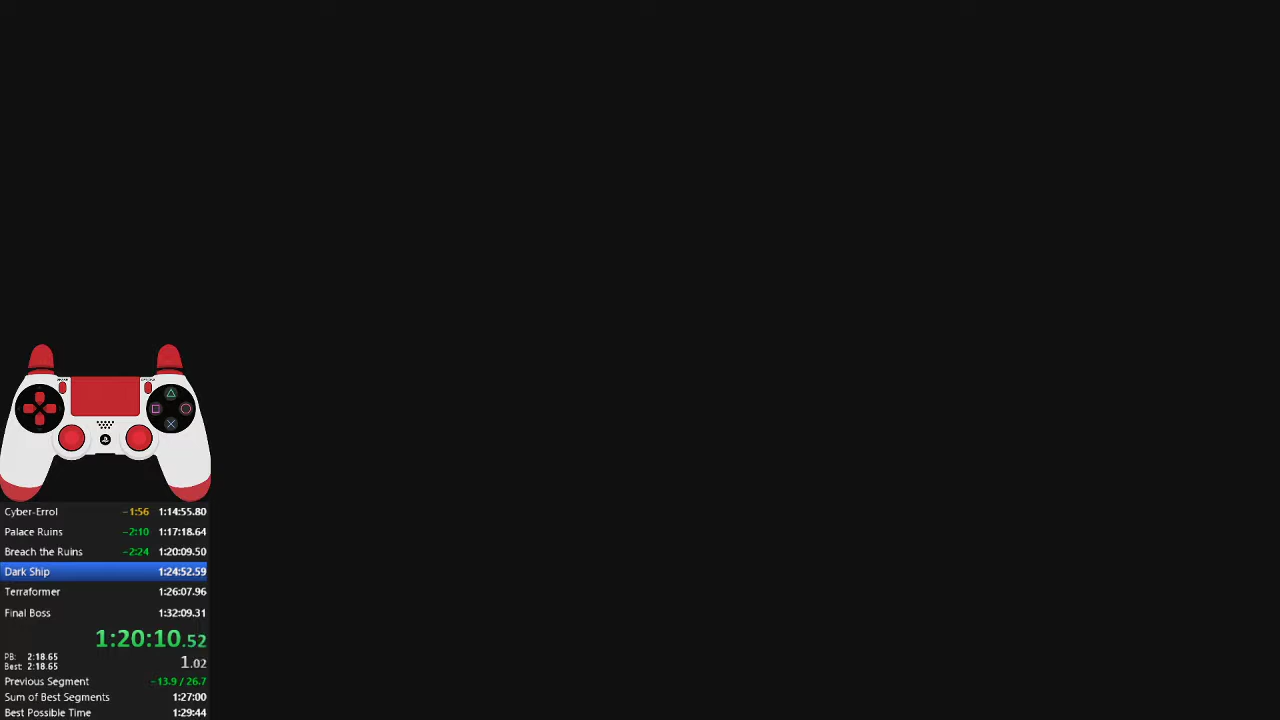 Cyber-Errol −1:56 1:14:55.80
Palace Ruins −2:10 1:17:18.64
Breach the Ruins −2:24 1:20:09.50
Dark Ship 1:24:52.59
Terraformer 1:26:07.96
Final Boss 1:32:09.31
1:20:10.52
PB: 2:18.65
Best: 2:18.65 1.02
Previous Segment −13.9 / 26.7
Sum of Best Segments 1:27:00
Best Possible Time 1:29:44